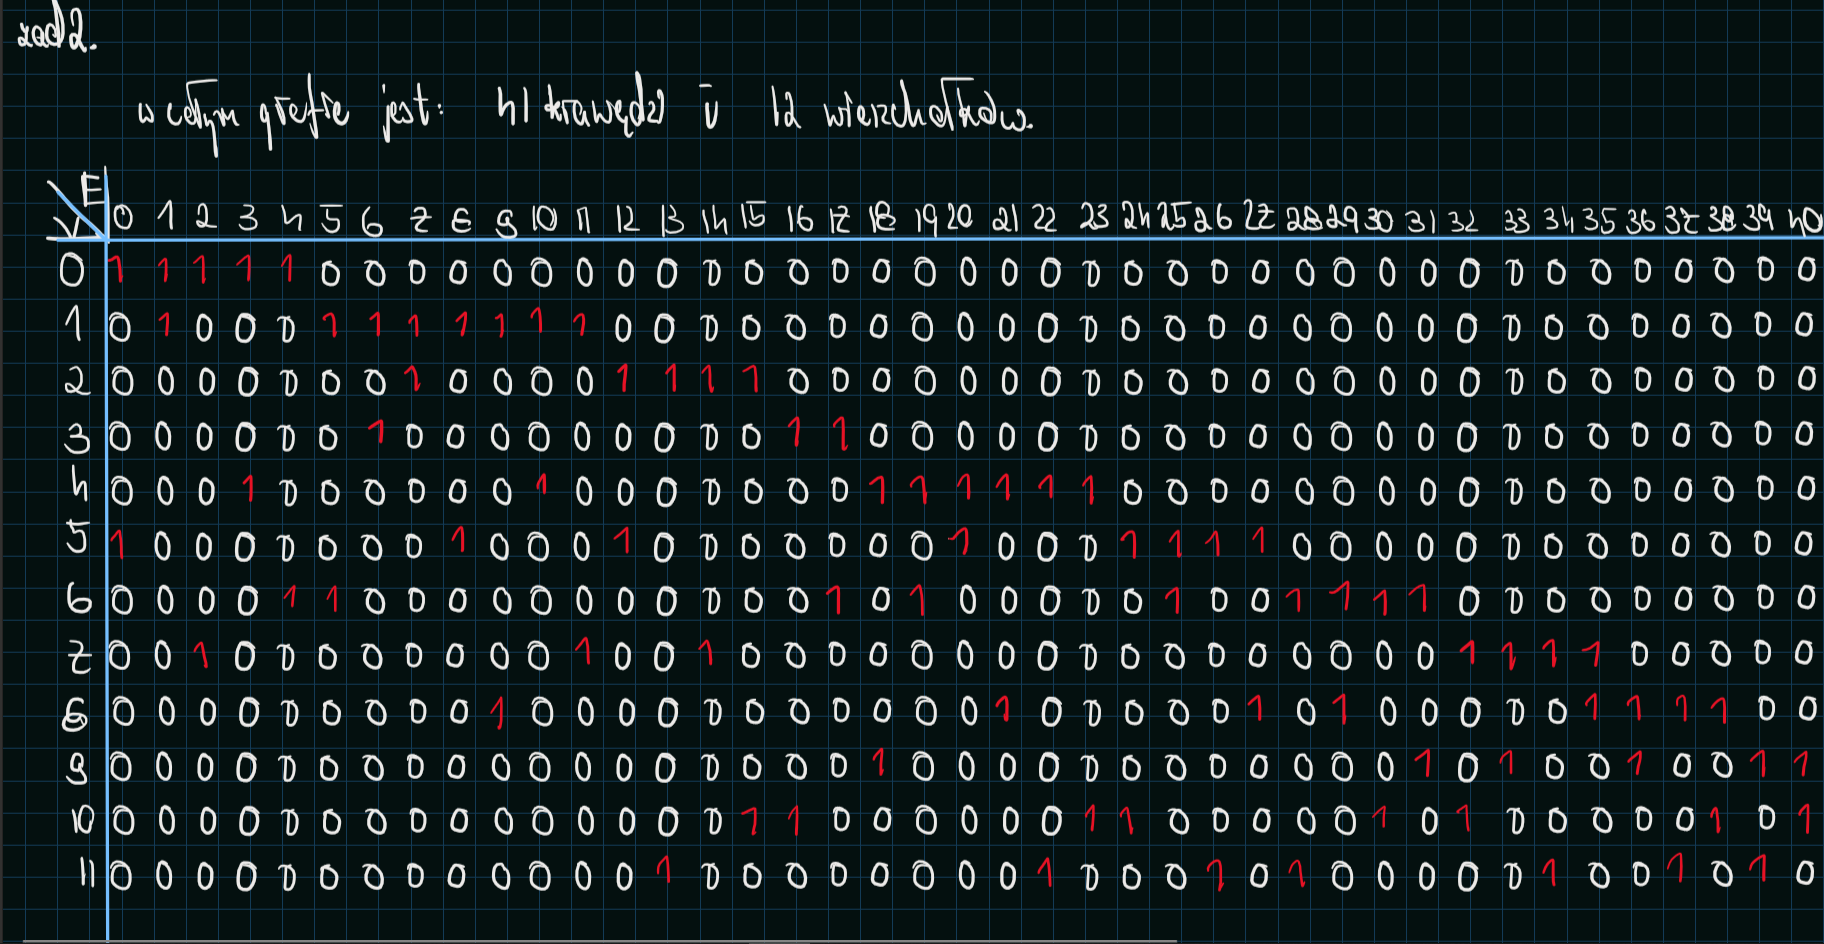 zad 2.
w całym grafie jest: 41 krawędzi i 12 wierzchołków.
E
V 0 1 2 3 4 5 6 7 8 9 10 11 12 13 14 15 16 17 18 19 20 21 22 23 24 25 26 27 28 29 30 31 32 33 34 35 36 37 38 39 40
0 1 1 1 1 1 0 0 0 0 0 0 0 0 0 0 0 0 0 0 0 0 0 0 0 0 0 0 0 0 0 0 0 0 0 0 0 0 0 0 0 0
1 0 1 0 0 0 1 1 1 1 1 1 1 0 0 0 0 0 0 0 0 0 0 0 0 0 0 0 0 0 0 0 0 0 0 0 0 0 0 0 0 0
2 0 0 0 0 0 0 0 1 0 0 0 0 1 1 1 1 0 0 0 0 0 0 0 0 0 0 0 0 0 0 0 0 0 0 0 0 0 0 0 0 0
3 0 0 0 0 0 0 1 0 0 0 0 0 0 0 0 0 1 1 0 0 0 0 0 0 0 0 0 0 0 0 0 0 0 0 0 0 0 0 0 0 0
4 0 0 0 1 0 0 0 0 0 0 1 0 0 0 0 0 0 0 1 1 1 1 1 1 0 0 0 0 0 0 0 0 0 0 0 0 0 0 0 0 0
5 1 0 0 0 0 0 0 0 1 0 0 0 1 0 0 0 0 0 0 0 1 0 0 0 1 1 1 1 0 0 0 0 0 0 0 0 0 0 0 0 0
6 0 0 0 0 1 1 0 0 0 0 0 0 0 0 0 0 0 1 0 1 0 0 0 0 0 1 0 0 1 1 1 1 0 0 0 0 0 0 0 0 0
7 0 0 1 0 0 0 0 0 0 0 0 1 0 0 1 0 0 0 0 0 0 0 0 0 0 0 0 0 0 0 0 0 1 1 1 1 0 0 0 0 0
8 0 0 0 0 0 0 0 0 0 1 0 0 0 0 0 0 0 0 0 0 0 1 0 0 0 0 0 1 0 1 0 0 0 0 0 1 1 1 1 0 0
9 0 0 0 0 0 0 0 0 0 0 0 0 0 0 0 0 0 0 1 0 0 0 0 0 0 0 0 0 0 0 0 1 0 1 0 0 1 0 0 1 1
10 0 0 0 0 0 0 0 0 0 0 0 0 0 0 0 1 1 0 0 0 0 0 0 1 1 0 0 0 0 0 1 0 1 0 0 0 0 0 1 0 1
11 0 0 0 0 0 0 0 0 0 0 0 0 0 1 0 0 0 0 0 0 0 0 1 0 0 0 1 0 1 0 0 0 0 0 1 0 0 1 0 1 0